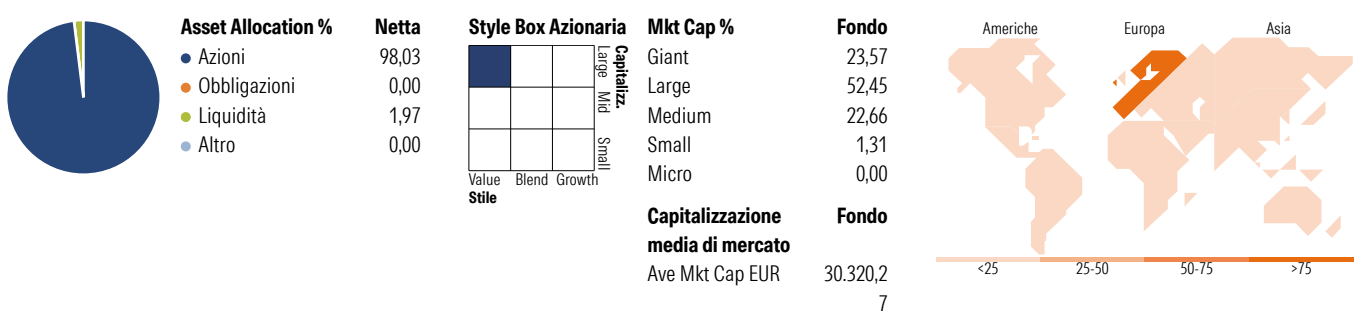 Asset Allocation % Netta
Azioni 98,03
Obbligazioni 0,00
Liquidità 1,97
Altro 0,00
Style Box Azionaria
Capitalizz.
Large Mid Small
Value Blend Growth
Stile
Mkt Cap % Fondo
Giant 23,57
Large 52,45
Medium 22,66
Small 1,31
Micro 0,00
Capitalizzazione Fondo
media di mercato
Ave Mkt Cap EUR 30.320,2
7
Americhe Europa Asia
<25 25-50 50-75 >75